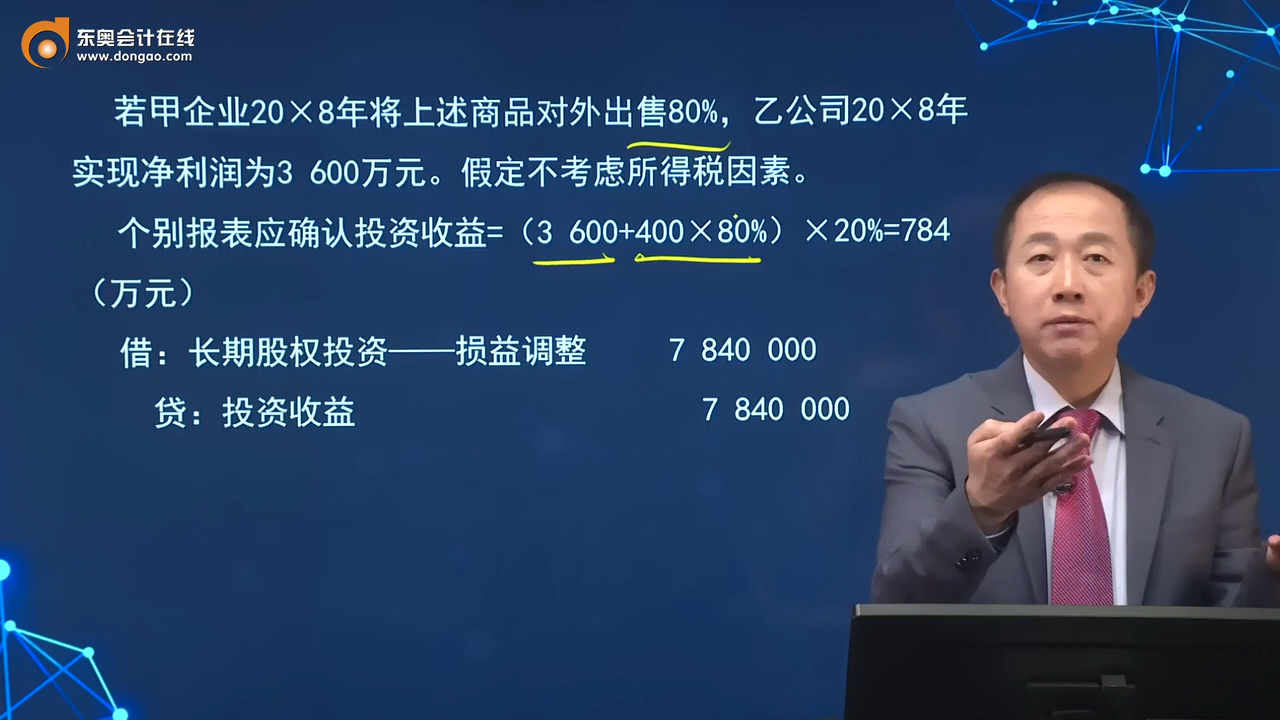 东奥会计在线
www.dongao.com
若甲企业20×8年将上述商品对外出售80%，乙公司20×8年
实现净利润为3 600万元。假定不考虑所得税因素。
个别报表应确认投资收益=（3 600+400×80%）×20%=784
（万元）
借：长期股权投资——损益调整 7 840 000
贷：投资收益 7 840 000